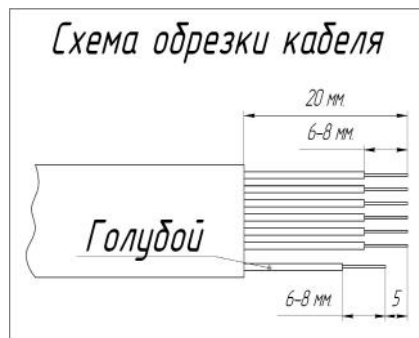 Схема обрезки кабеля
20 мм.
6-8 мм.
Голубой
6-8 мм.
5